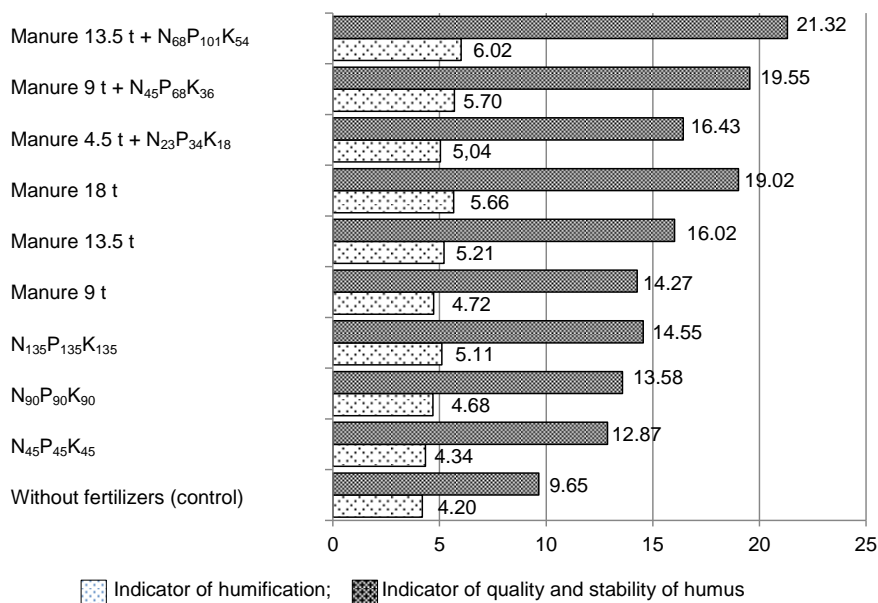 Manure 13.5 t + N₆₈P₁₀₁K₅₄
21.32
6.02
Manure 9 t + N₄₅P₆₈K₃₆
19.55
5.70
Manure 4.5 t + N₂₃P₃₄K₁₈
16.43
5,04
Manure 18 t
19.02
5.66
Manure 13.5 t
16.02
5.21
Manure 9 t
14.27
4.72
N₁₃₅P₁₃₅K₁₃₅
14.55
5.11
N₉₀P₉₀K₉₀
13.58
4.68
N₄₅P₄₅K₄₅
12.87
4.34
Without fertilizers (control)
9.65
4.20
0 5 10 15 20 25
Indicator of humification; Indicator of quality and stability of humus